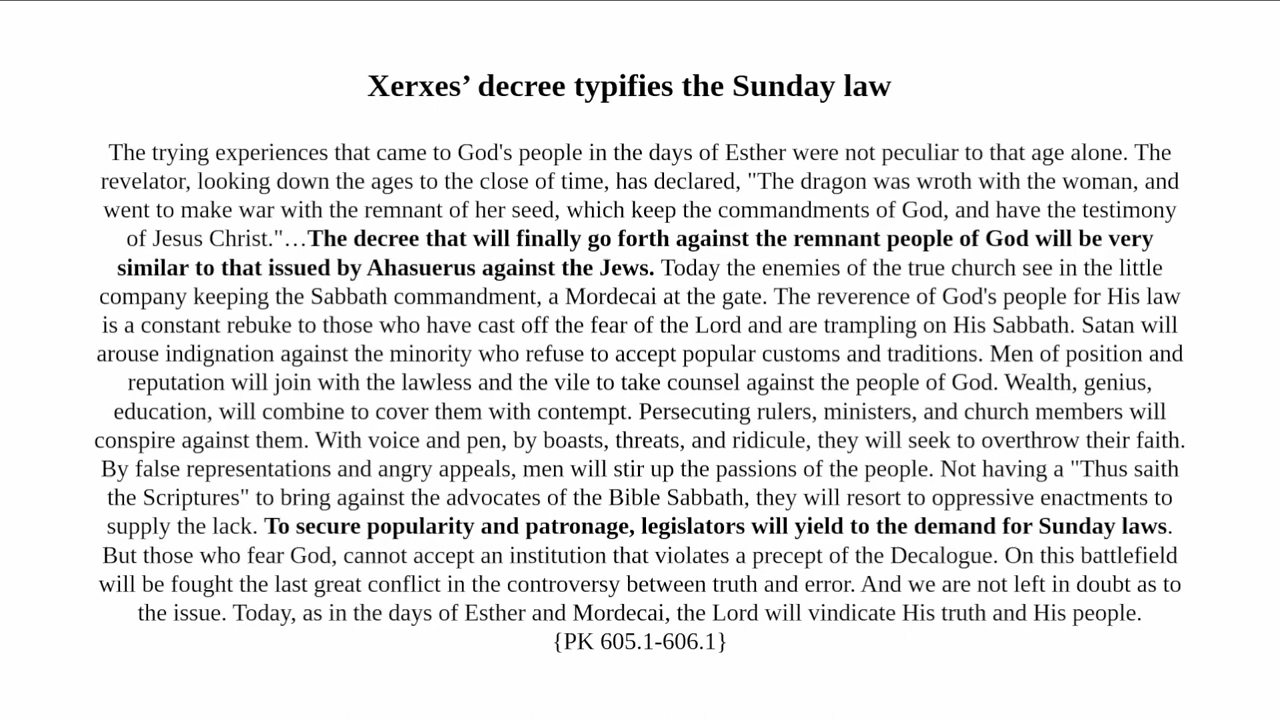 Xerxes’ decree typifies the Sunday law
The trying experiences that came to God's people in the days of Esther were not peculiar to that age alone. The
revelator, looking down the ages to the close of time, has declared, "The dragon was wroth with the woman, and
went to make war with the remnant of her seed, which keep the commandments of God, and have the testimony
of Jesus Christ."…The decree that will finally go forth against the remnant people of God will be very
similar to that issued by Ahasuerus against the Jews. Today the enemies of the true church see in the little
company keeping the Sabbath commandment, a Mordecai at the gate. The reverence of God's people for His law
is a constant rebuke to those who have cast off the fear of the Lord and are trampling on His Sabbath. Satan will
arouse indignation against the minority who refuse to accept popular customs and traditions. Men of position and
reputation will join with the lawless and the vile to take counsel against the people of God. Wealth, genius,
education, will combine to cover them with contempt. Persecuting rulers, ministers, and church members will
conspire against them. With voice and pen, by boasts, threats, and ridicule, they will seek to overthrow their faith.
By false representations and angry appeals, men will stir up the passions of the people. Not having a "Thus saith
the Scriptures" to bring against the advocates of the Bible Sabbath, they will resort to oppressive enactments to
supply the lack. To secure popularity and patronage, legislators will yield to the demand for Sunday laws.
But those who fear God, cannot accept an institution that violates a precept of the Decalogue. On this battlefield
will be fought the last great conflict in the controversy between truth and error. And we are not left in doubt as to
the issue. Today, as in the days of Esther and Mordecai, the Lord will vindicate His truth and His people.
{PK 605.1-606.1}